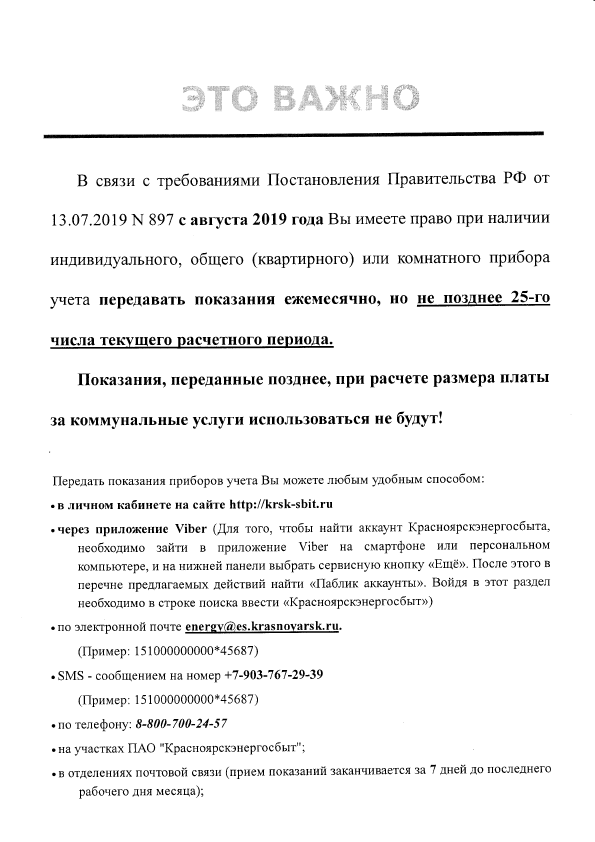 ЭТО ВАЖНО
В связи с требованиями Постановления Правительства РФ от
13.07.2019 N 897 с августа 2019 года Вы имеете право при наличии
индивидуального, общего (квартирного) или комнатного прибора
учета передавать показания ежемесячно, но не позднее 25-го
числа текущего расчетного периода.
Показания, переданные позднее, при расчете размера платы
за коммунальные услуги использоваться не будут!
Передать показания приборов учета Вы можете любым удобным способом:
• в личном кабинете на сайте http://krsk-sbit.ru
• через приложение Viber (Для того, чтобы найти аккаунт Красноярскэнергосбыта,
необходимо зайти в приложение Viber на смартфоне или персональном
компьютере, и на нижней панели выбрать сервисную кнопку «Ещё». После этого в
перечне предлагаемых действий найти «Паблик аккаунты». Войдя в этот раздел
необходимо в строке поиска ввести «Красноярскэнергосбыт»)
• по электронной почте energy@es.krasnoyarsk.ru.
(Пример: 151000000000*45687)
• SMS - сообщением на номер +7-903-767-29-39
(Пример: 151000000000*45687)
• по телефону: 8-800-700-24-57
• на участках ПАО "Красноярскэнергосбыт";
• в отделениях почтовой связи (прием показаний заканчивается за 7 дней до последнего
рабочего дня месяца);